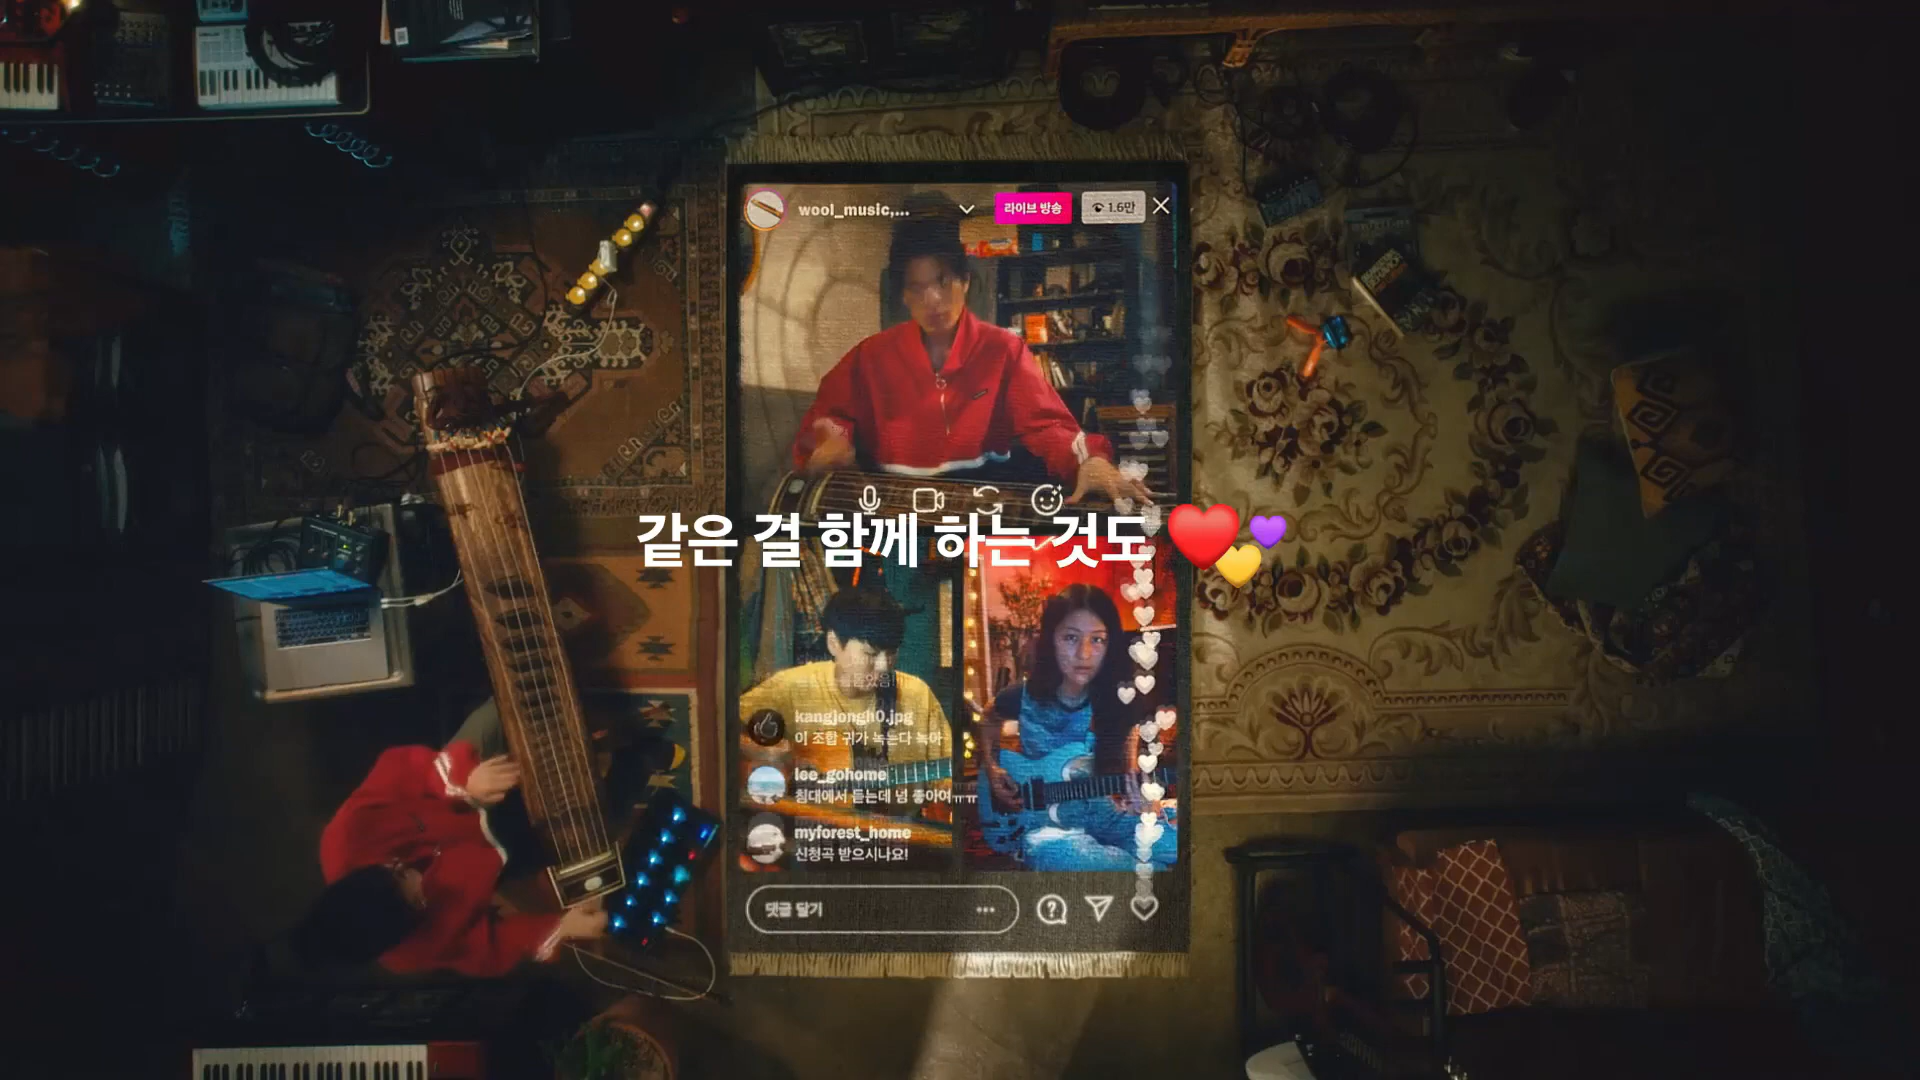 wool_music,...
라이브 방송
1.6만
같은 걸 함께 하는 것도
kangjongh0.jpg
이 조합 귀가 녹는다 녹아
lee_gohome
침대에서 듣는데 넘 좋아여ㅠㅠ
myforest_home
신청곡 받으시나요!
댓글 달기